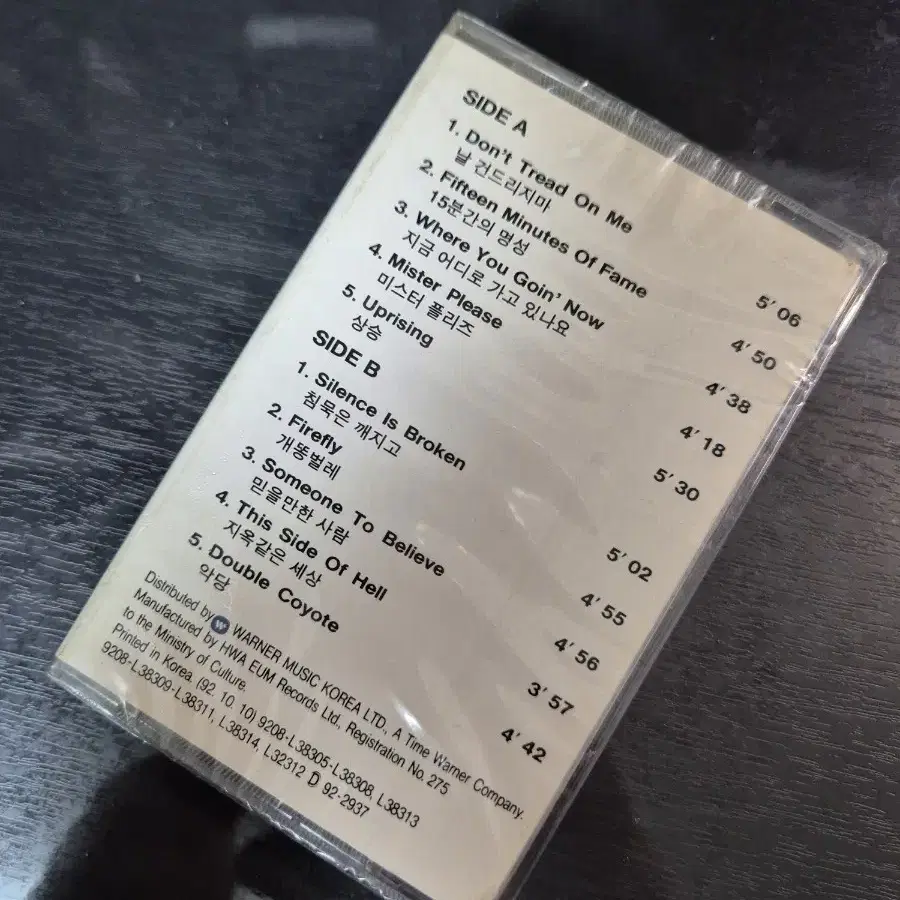 SIDE A
1. Don't Tread On Me 5' 06
날 건드리지마
2. Fifteen Minutes Of Fame 4' 50
15분간의 명성
3. Where You Goin' Now 4' 38
지금 어디로 가고 있나요
4. Mister Please 4' 18
미스터 플리즈
5. Uprising 5' 30
상승
SIDE B
1. Silence Is Broken 5' 02
침묵은 깨지고
2. Firefly 4' 55
개똥벌레
3. Someone To Believe 4' 56
믿을만한 사람
4. This Side Of Hell 3' 57
지옥같은 세상
5. Double Coyote 4' 42
악당
Distributed by W WARNER MUSIC KOREA LTD., A Time Warner Company.
Manufactured by HWA EUM Records Ltd., Registration No. 275
to the Ministry of Culture.
Printed in Korea. (92. 10. 10) 9208-L38305-L38308, L38313
9208-L38309-L38311, L38314, L32312 D 92-2937